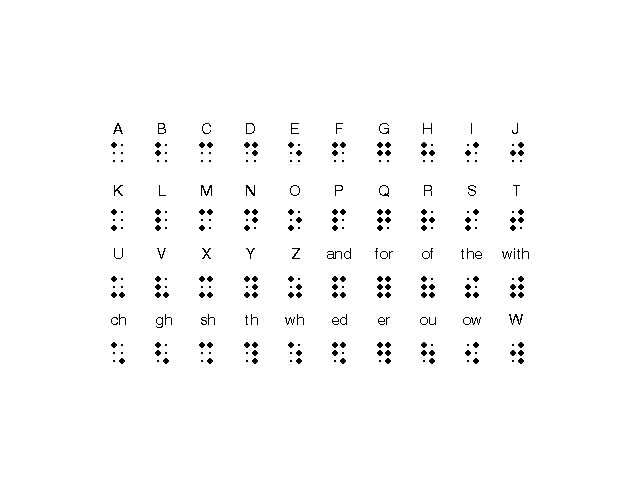 A B C D E F G H I J
⠁ ⠃ ⠉ ⠙ ⠑ ⠋ ⠛ ⠓ ⠊ ⠚
K L M N O P Q R S T
⠅ ⠇ ⠍ ⠝ ⠕ ⠏ ⠟ ⠗ ⠎ ⠞
U V X Y Z and for of the with
⠥ ⠧ ⠭ ⠽ ⠵ ⠯ ⠿ ⠷ ⠮ ⠾
ch gh sh th wh ed er ou ow W
⠡ ⠣ ⠩ ⠹ ⠱ ⠫ ⠻ ⠳ ⠪ ⠺